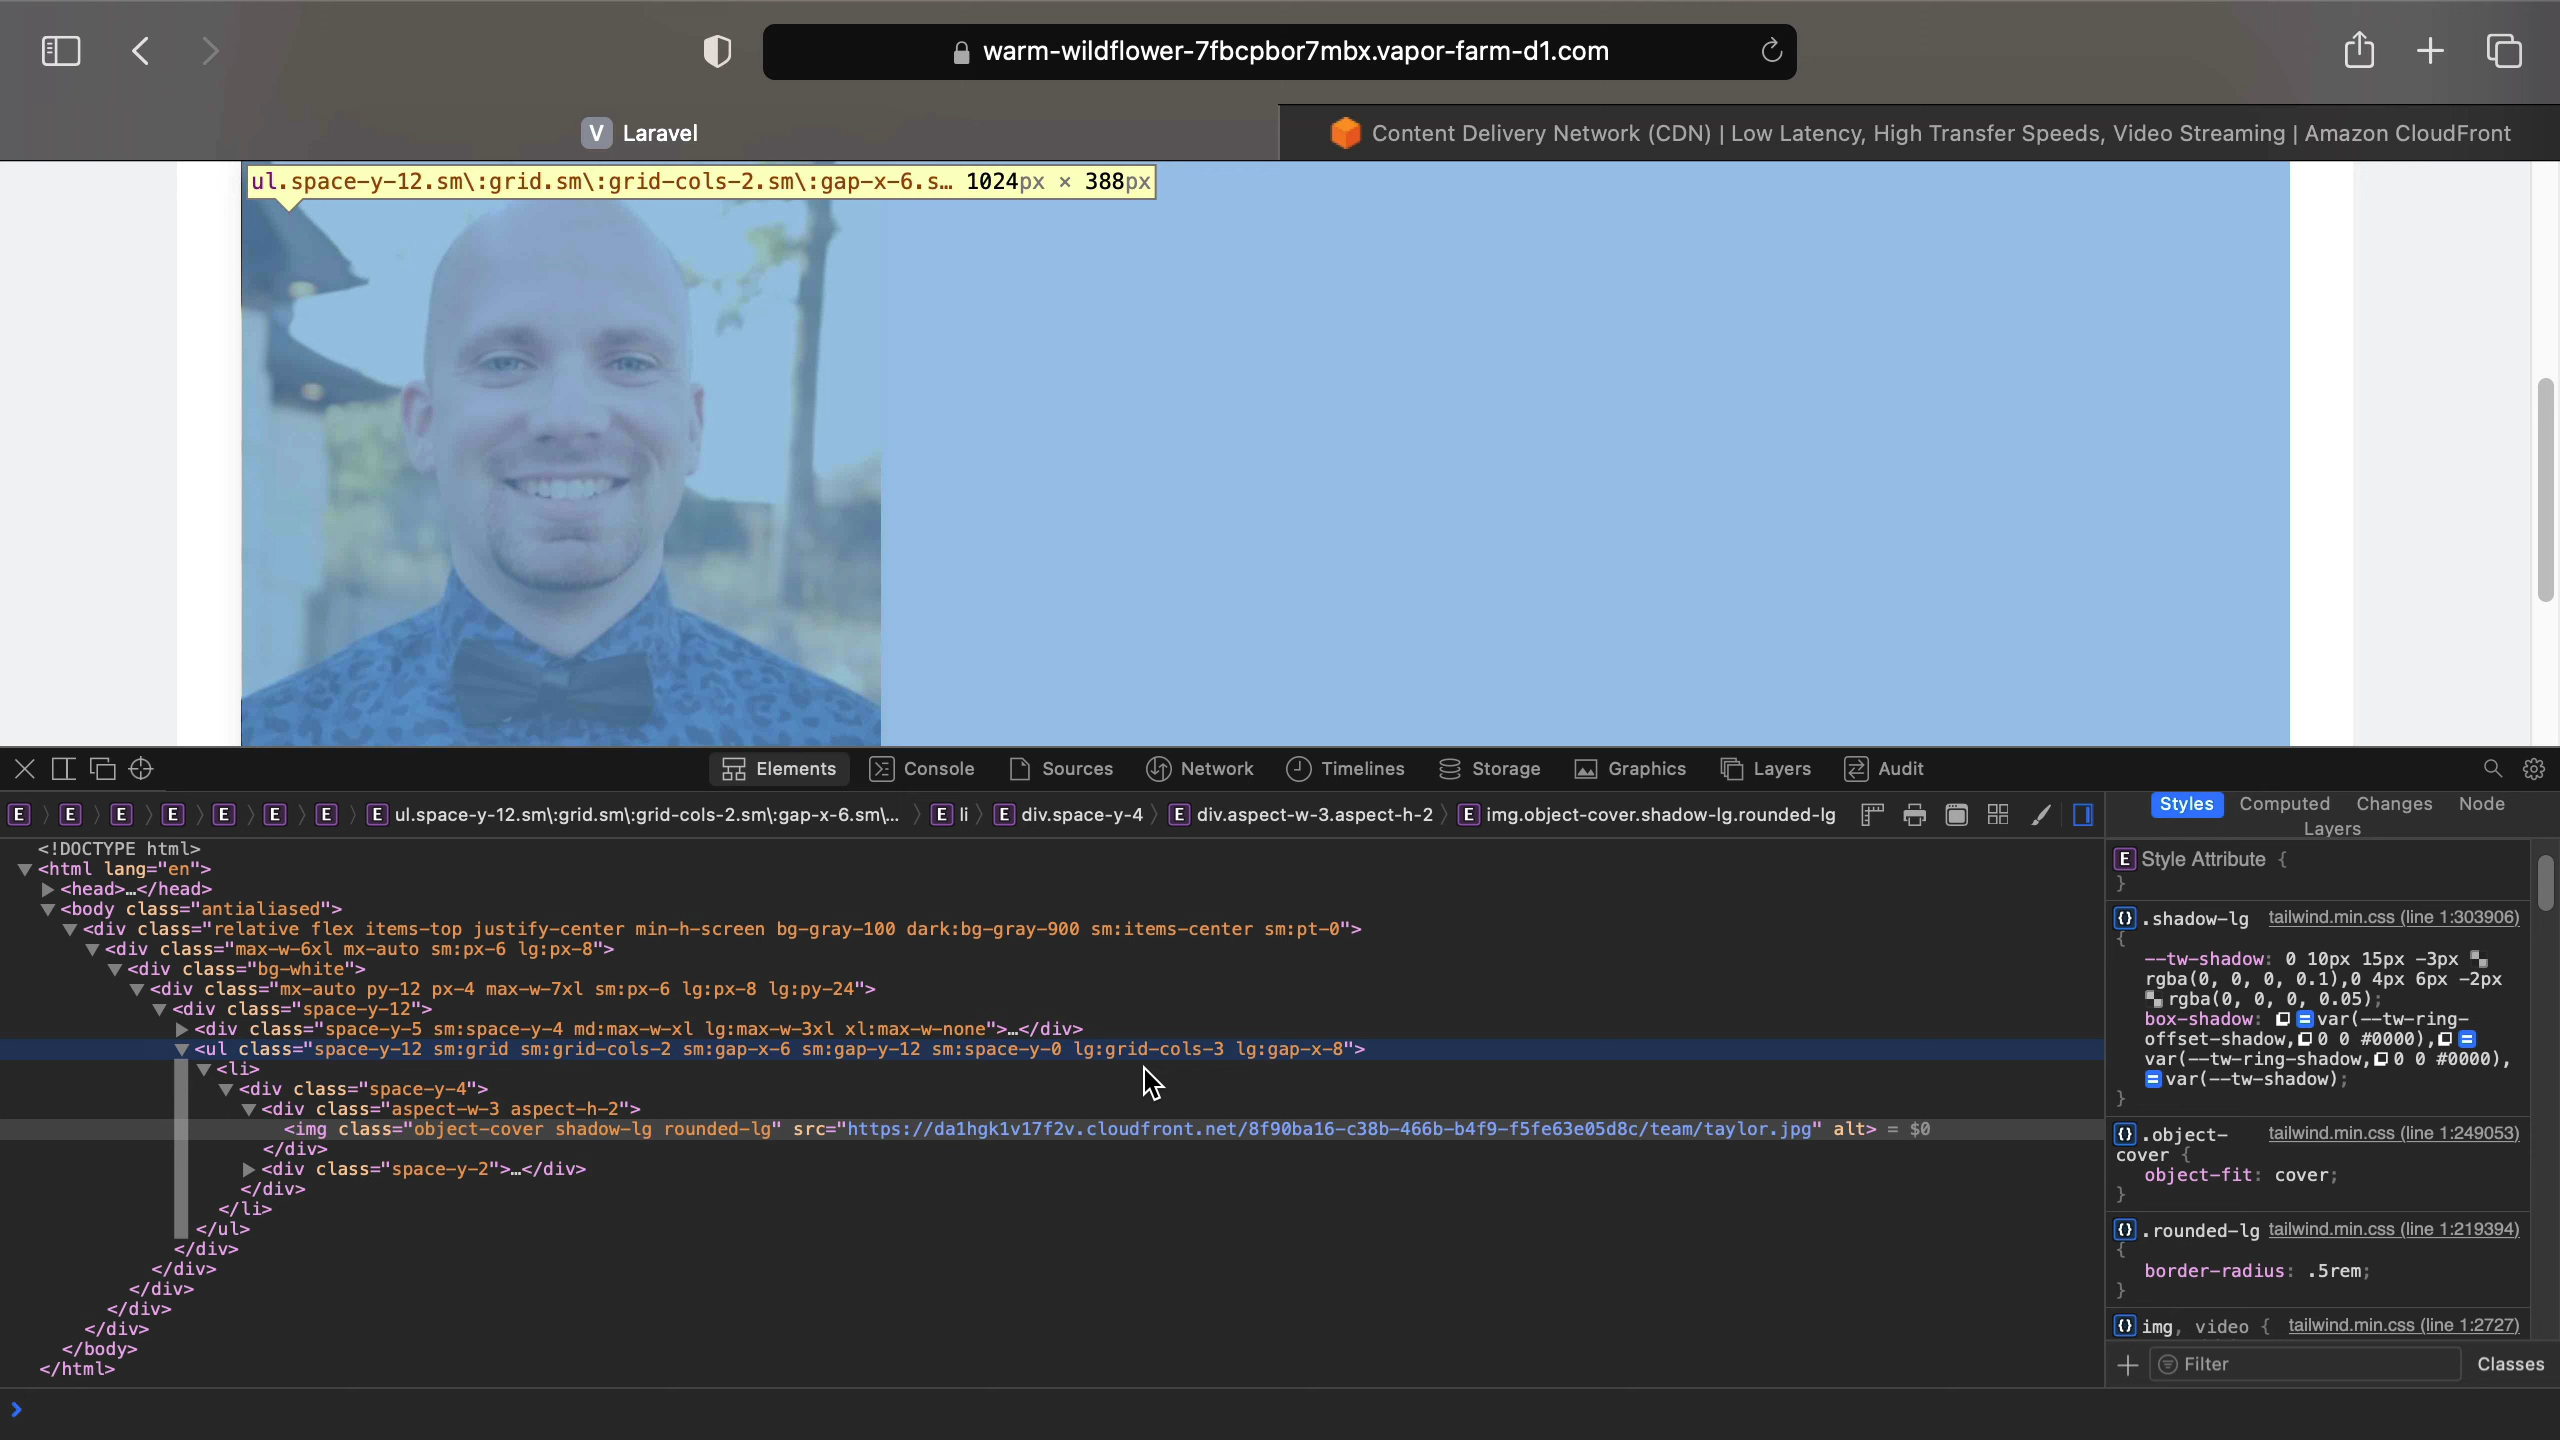 warm-wildflower-7fbcpbor7mbx.vapor-farm-d1.com
V Laravel
Content Delivery Network (CDN) | Low Latency, High Transfer Speeds, Video Streaming | Amazon CloudFront
ul.space-y-12.sm\:grid.sm\:grid-cols-2.sm\:gap-x-6.s… 1024px × 388px
Elements Console Sources Network Timelines Storage Graphics Layers Audit
E E E E E E E E ul.space-y-12.sm\:grid.sm\:grid-cols-2.sm\:gap-x-6.sm\... E li E div.space-y-4 E div.aspect-w-3.aspect-h-2 E img.object-cover.shadow-lg.rounded-lg
<!DOCTYPE html>
<html lang="en">
<head>…</head>
<body class="antialiased">
<div class="relative flex items-top justify-center min-h-screen bg-gray-100 dark:bg-gray-900 sm:items-center sm:pt-0">
<div class="max-w-6xl mx-auto sm:px-6 lg:px-8">
<div class="bg-white">
<div class="mx-auto py-12 px-4 max-w-7xl sm:px-6 lg:px-8 lg:py-24">
<div class="space-y-12">
<div class="space-y-5 sm:space-y-4 md:max-w-xl lg:max-w-3xl xl:max-w-none">…</div>
<ul class="space-y-12 sm:grid sm:grid-cols-2 sm:gap-x-6 sm:gap-y-12 sm:space-y-0 lg:grid-cols-3 lg:gap-x-8">
<li>
<div class="space-y-4">
<div class="aspect-w-3 aspect-h-2">
<img class="object-cover shadow-lg rounded-lg" src="https://da1hgk1v17f2v.cloudfront.net/8f90ba16-c38b-466b-b4f9-f5fe63e05d8c/team/taylor.jpg" alt> = $0
</div>
<div class="space-y-2">…</div>
</div>
</li>
</ul>
</div>
</div>
</div>
</div>
</div>
</body>
</html>
Styles Computed Changes Node
Layers
E Style Attribute {
}
.shadow-lg tailwind.min.css (line 1:303906)
{
--tw-shadow: 0 10px 15px -3px
rgba(0, 0, 0, 0.1),0 4px 6px -2px
rgba(0, 0, 0, 0.05);
box-shadow: var(--tw-ring-
offset-shadow,0 0 #0000),
var(--tw-ring-shadow,0 0 #0000),
var(--tw-shadow);
}
.object- tailwind.min.css (line 1:249053)
cover {
object-fit: cover;
}
.rounded-lg tailwind.min.css (line 1:219394)
{
border-radius: .5rem;
}
img, video { tailwind.min.css (line 1:2727)
Filter Classes